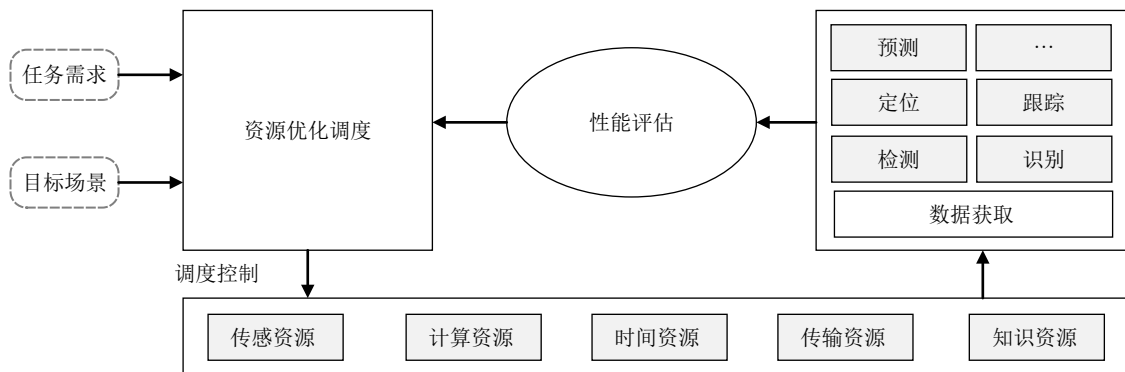 任务需求
目标场景
资源优化调度
性能评估
预测
…
定位
跟踪
检测
识别
数据获取
调度控制
传感资源
计算资源
时间资源
传输资源
知识资源